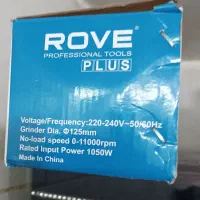 ROVE
PROFESSIONAL TOOLS
PLUS
Voltage/Frequency:220-240V~50/60Hz
Grinder Dia. Φ125mm
No-load speed 0-11000rpm
Rated Input Power 1050W
Made In China